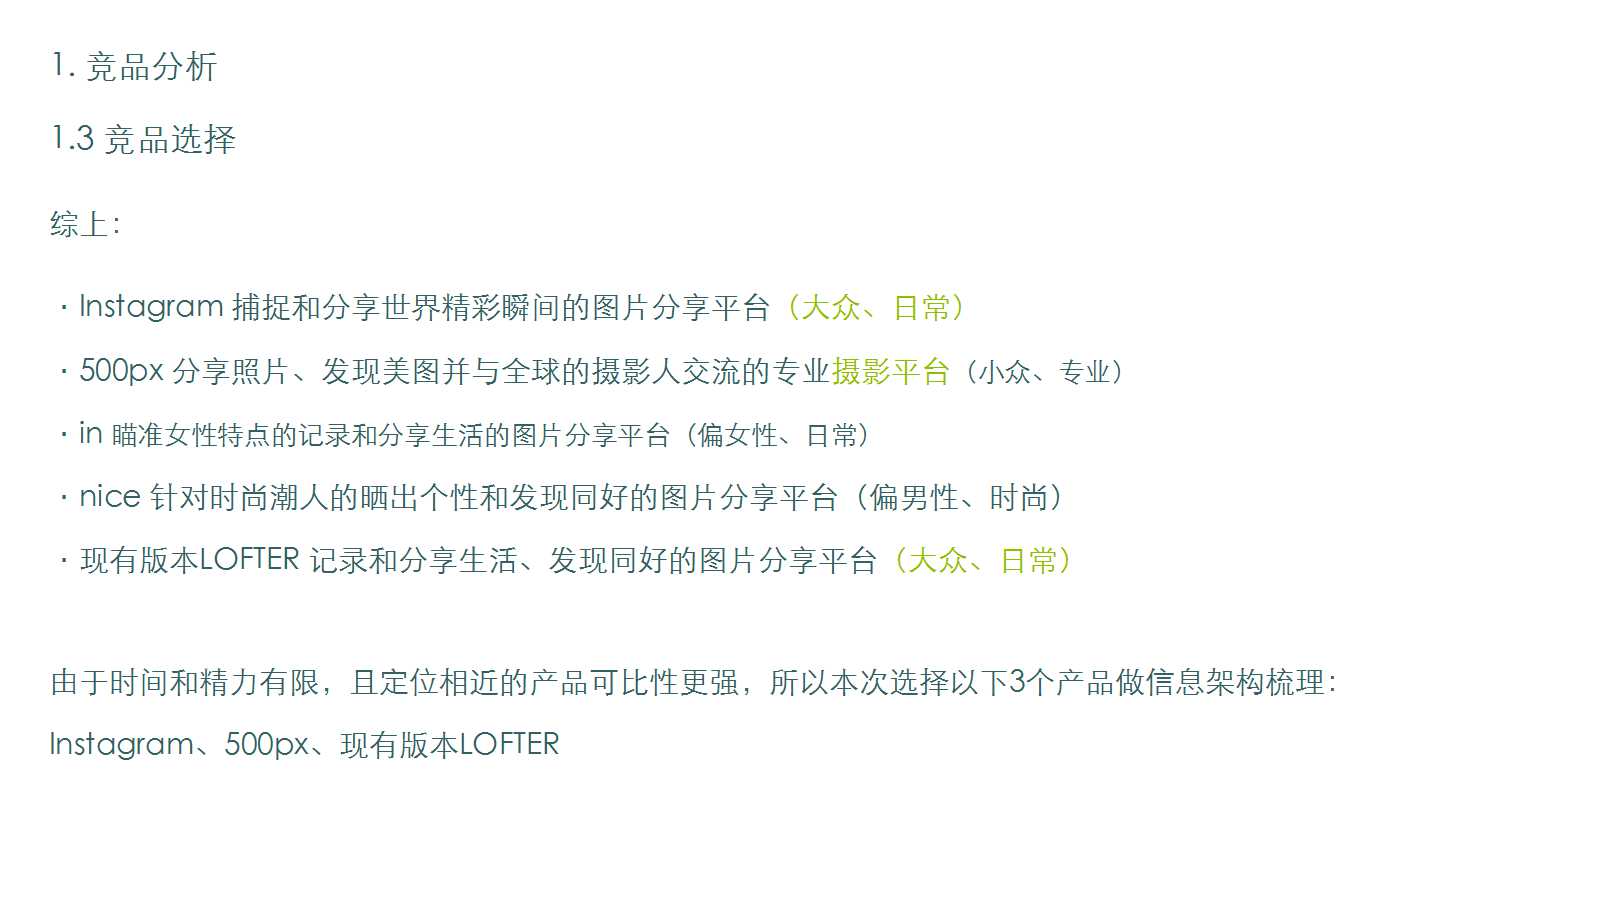 1. 竞品分析
1.3 竞品选择
综上：
· Instagram 捕捉和分享世界精彩瞬间的图片分享平台（大众、日常）
· 500px 分享照片、发现美图并与全球的摄影人交流的专业摄影平台（小众、专业）
· in 瞄准女性特点的记录和分享生活的图片分享平台（偏女性、日常）
· nice 针对时尚潮人的晒出个性和发现同好的图片分享平台（偏男性、时尚）
· 现有版本LOFTER 记录和分享生活、发现同好的图片分享平台（大众、日常）
由于时间和精力有限，且定位相近的产品可比性更强，所以本次选择以下3个产品做信息架构梳理：
Instagram、500px、现有版本LOFTER